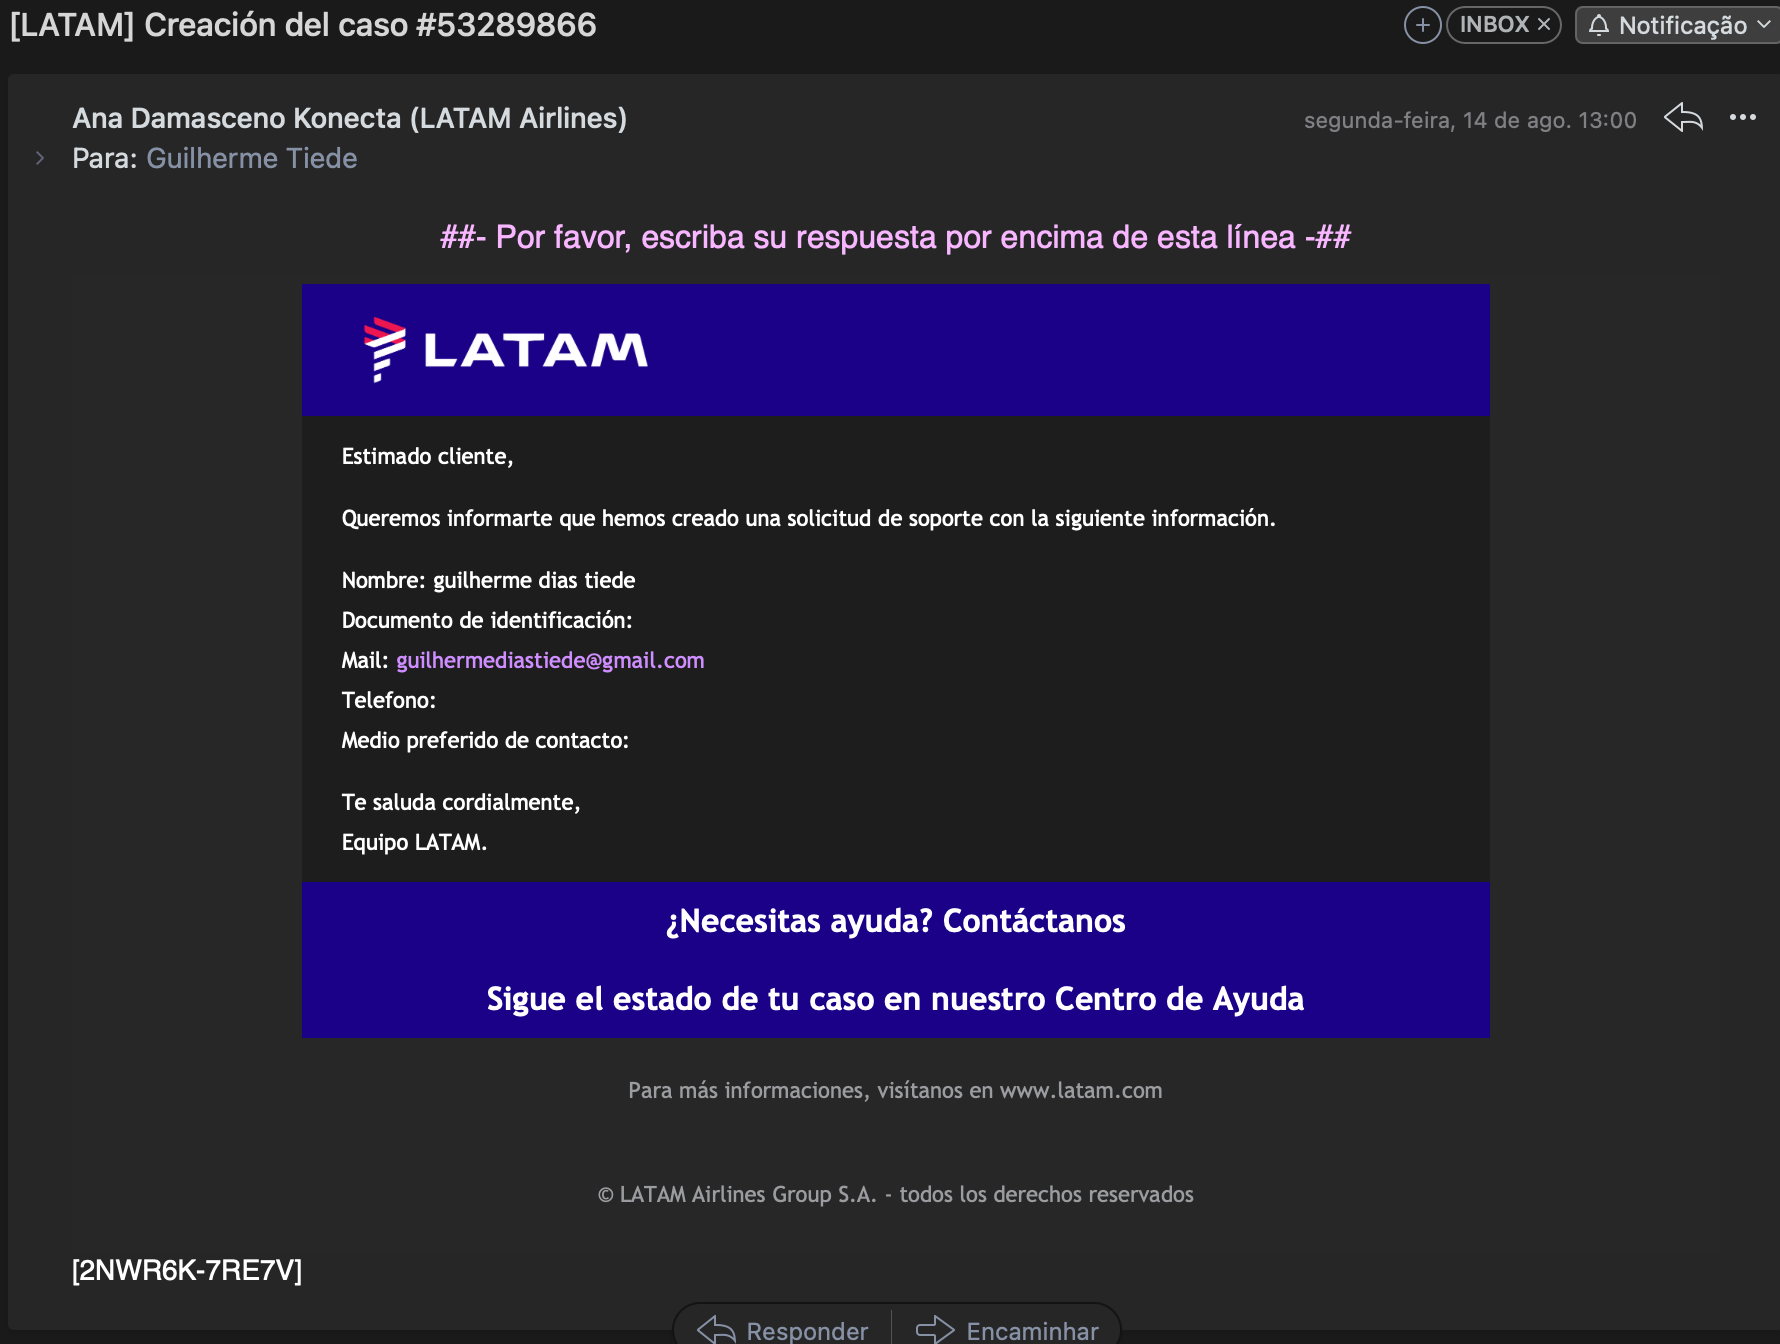 [LATAM] Creación del caso #53289866
INBOX
Notificação
Ana Damasceno Konecta (LATAM Airlines)
segunda-feira, 14 de ago. 13:00
Para: Guilherme Tiede
##- Por favor, escriba su respuesta por encima de esta línea -##
LATAM
Estimado cliente,
Queremos informarte que hemos creado una solicitud de soporte con la siguiente información.
Nombre: guilherme dias tiede
Documento de identificación:
Mail: guilhermediastiede@gmail.com
Telefono:
Medio preferido de contacto:
Te saluda cordialmente,
Equipo LATAM.
¿Necesitas ayuda? Contáctanos
Sigue el estado de tu caso en nuestro Centro de Ayuda
Para más informaciones, visítanos en www.latam.com
© LATAM Airlines Group S.A. - todos los derechos reservados
[2NWR6K-7RE7V]
Responder
Encaminhar